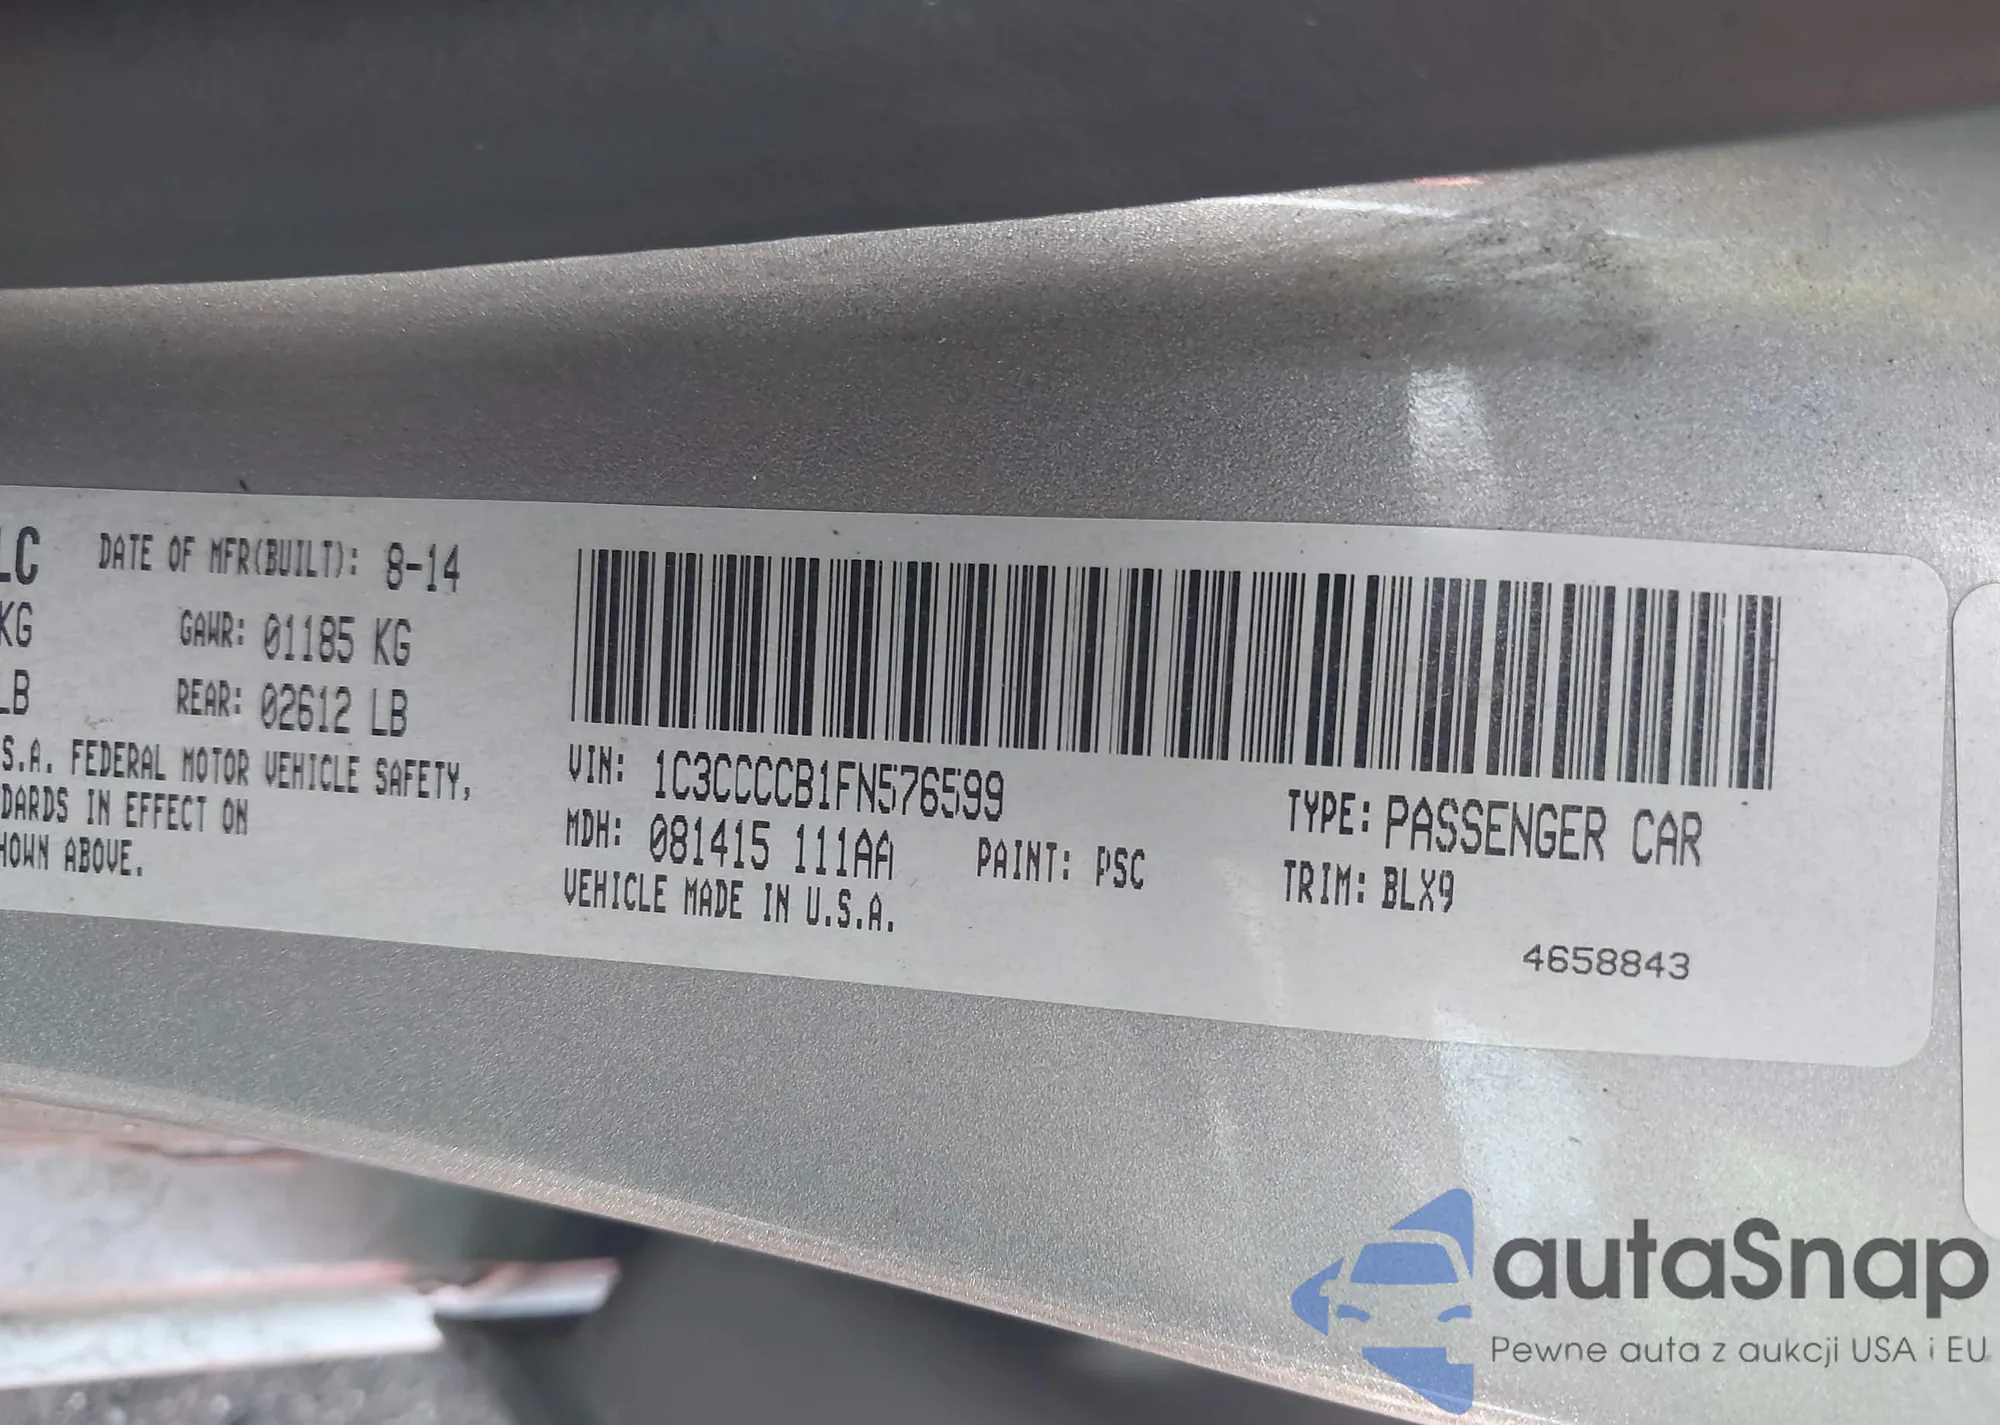 LC DATE OF MFR(BUILT): 8-14
KG GAWR: 01185 KG
LB REAR: 02612 LB
S.A. FEDERAL MOTOR VEHICLE SAFETY,
DARDS IN EFFECT ON
HOWN ABOVE.
VIN: 1C3CCCCB1FN576599
MDH: 081415 111AA PAINT: PSC
VEHICLE MADE IN U.S.A.
TYPE: PASSENGER CAR
TRIM: BLX9
4658843
autaSnap
Pewne auta z aukcji USA i EU